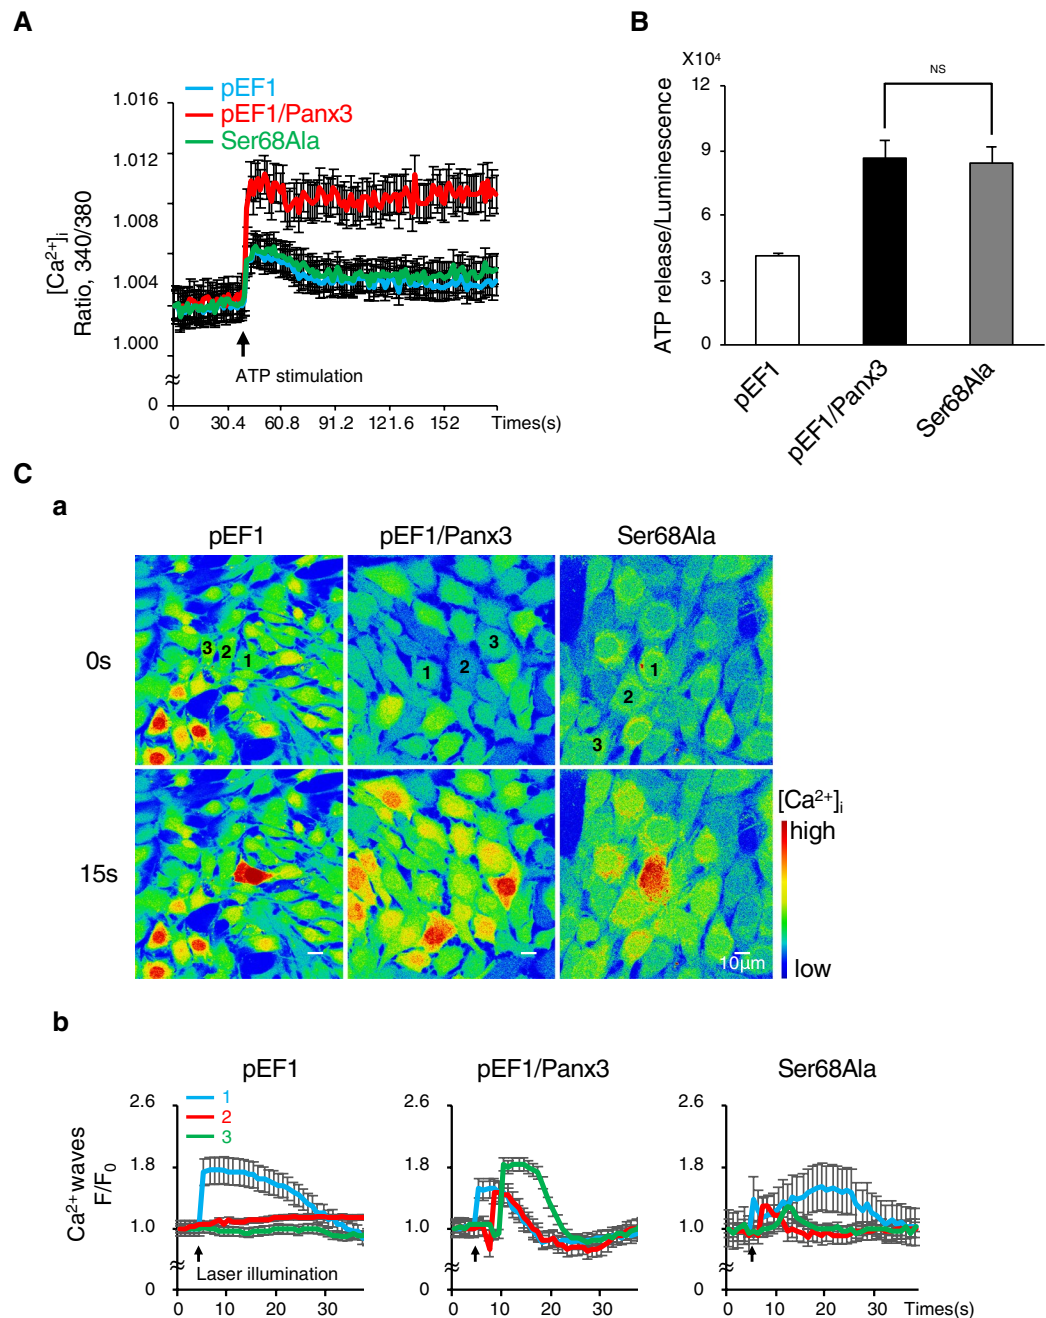 A
pEF1
pEF1/Panx3
Ser68Ala
1.016
1.012
1.008
1.004
1.000
0
[Ca²⁺]i
Ratio, 340/380
ATP stimulation
0 30.4 60.8 91.2 121.6 152 Times(s)
B
X10⁴
12
9
6
3
0
ATP release/Luminescence
NS
pEF1
pEF1/Panx3
Ser68Ala
C
a
pEF1 pEF1/Panx3 Ser68Ala
0s
3 2 1
1 2 3
1
2
3
15s
10μm
[Ca²⁺]i
high
low
b
pEF1 pEF1/Panx3 Ser68Ala
1
2
3
Ca²⁺waves
F/F₀
2.6
1.8
1.0
0
Laser illumination
0 10 20 30
2.6
1.8
1.0
0
0 10 20 30
2.6
1.8
1.0
0
0 10 20 30 Times(s)